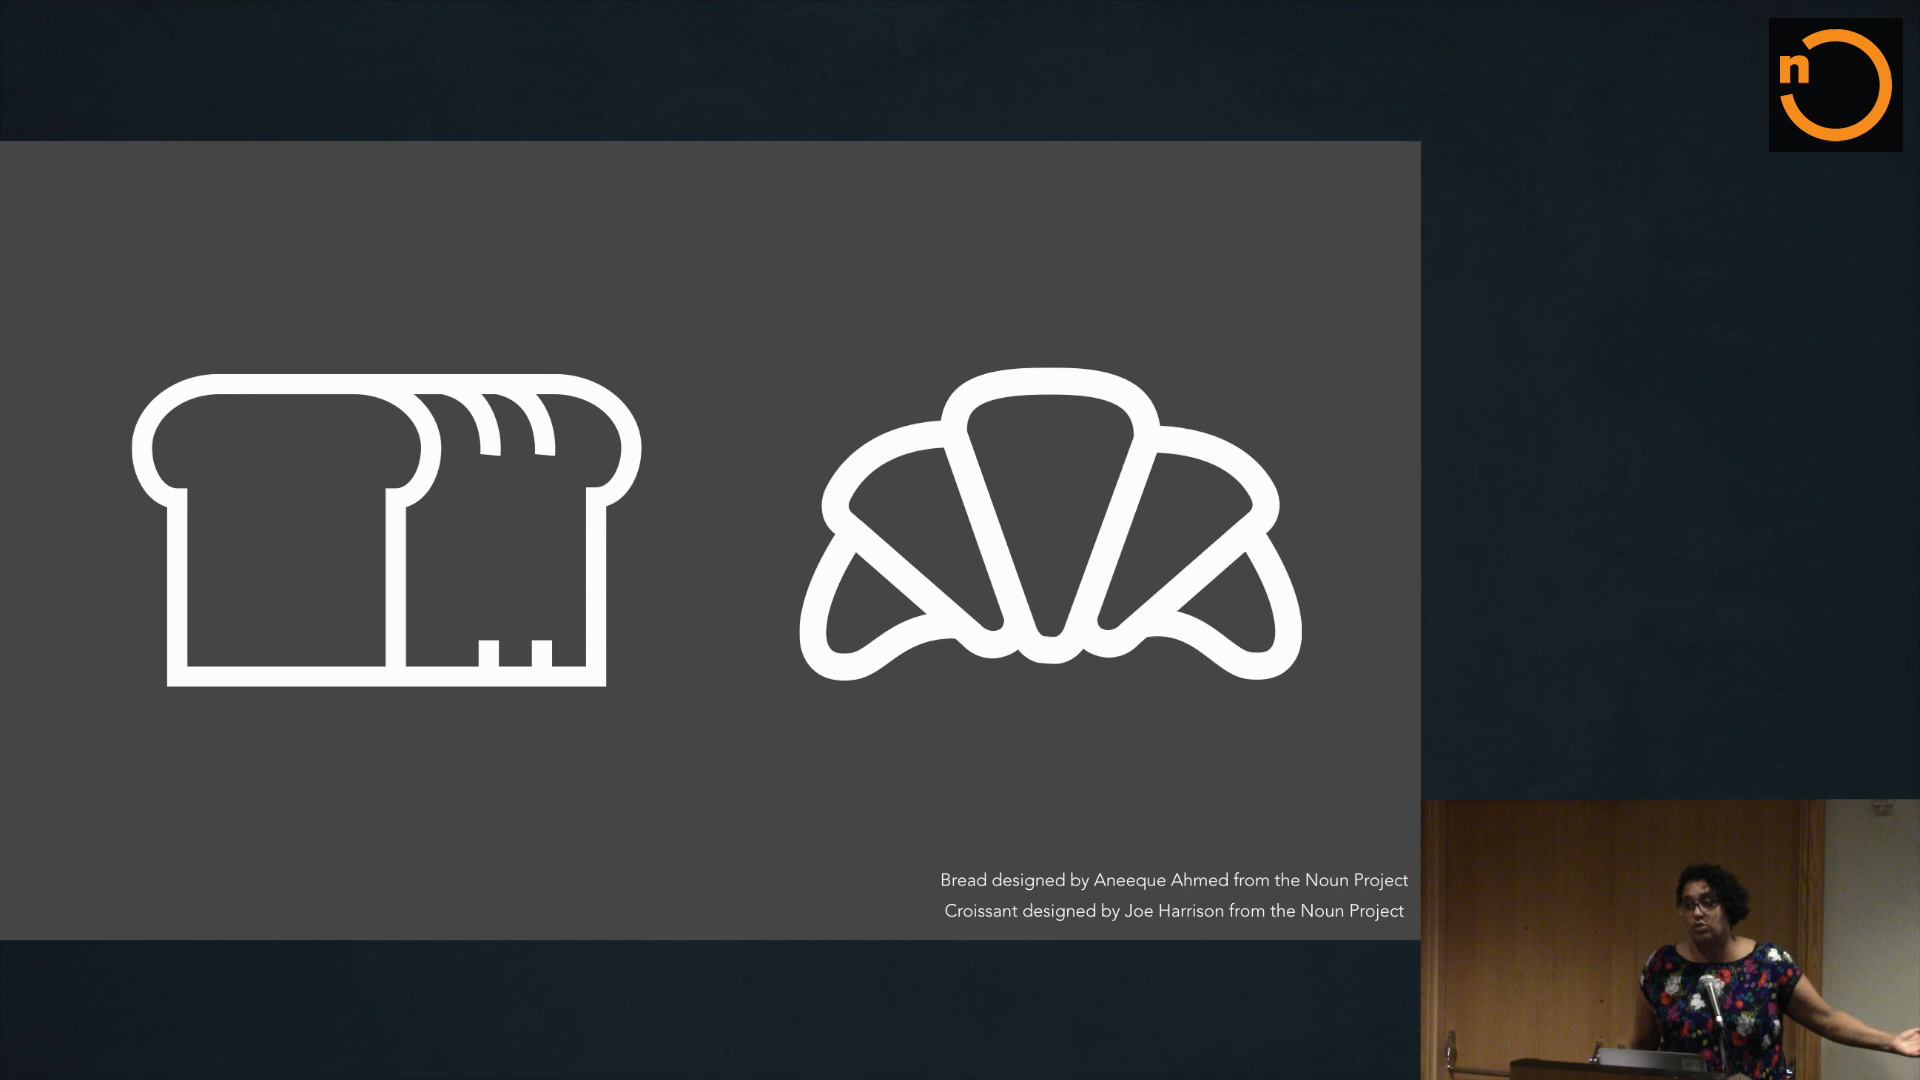 n
Bread designed by Aneeque Ahmed from the Noun Project
Croissant designed by Joe Harrison from the Noun Project